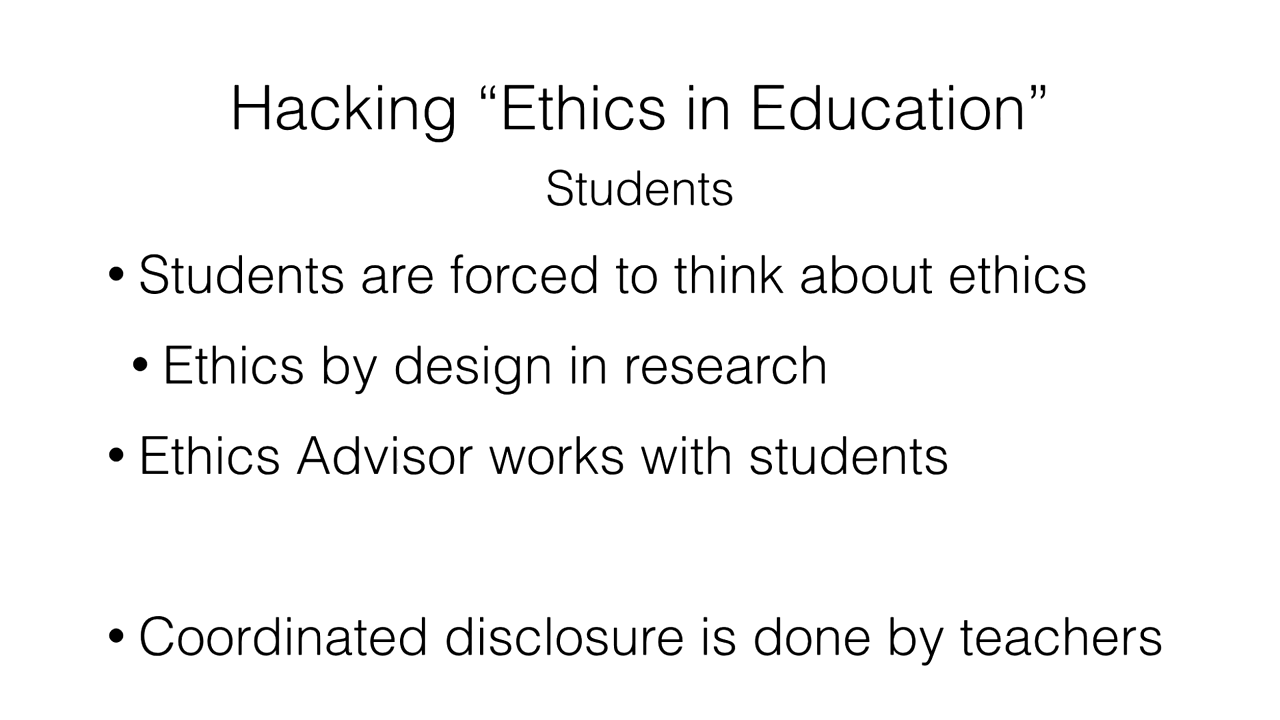 Hacking “Ethics in Education”
Students
• Students are forced to think about ethics
• Ethics by design in research
• Ethics Advisor works with students
• Coordinated disclosure is done by teachers